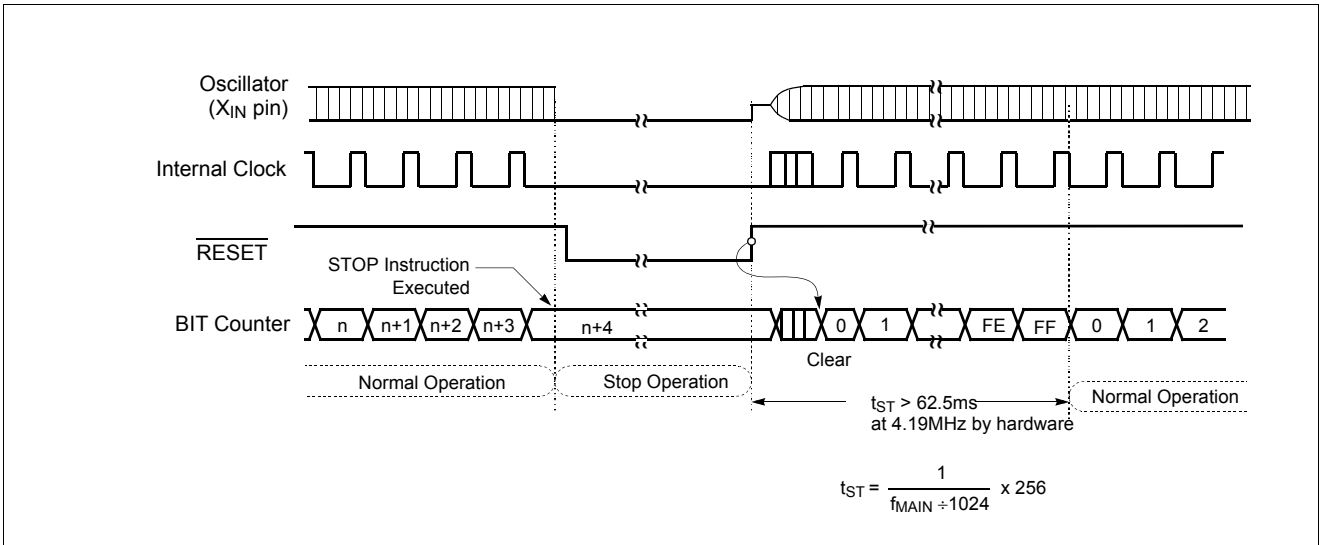 Oscillator
(XIN pin)
Internal Clock
RESET
STOP Instruction
Executed
BIT Counter
n n+1 n+2 n+3 n+4 0 1 FE FF 0 1 2
Clear
Normal Operation Stop Operation Normal Operation
tST > 62.5ms
at 4.19MHz by hardware
tST = 1 / fMAIN ÷1024 x 256